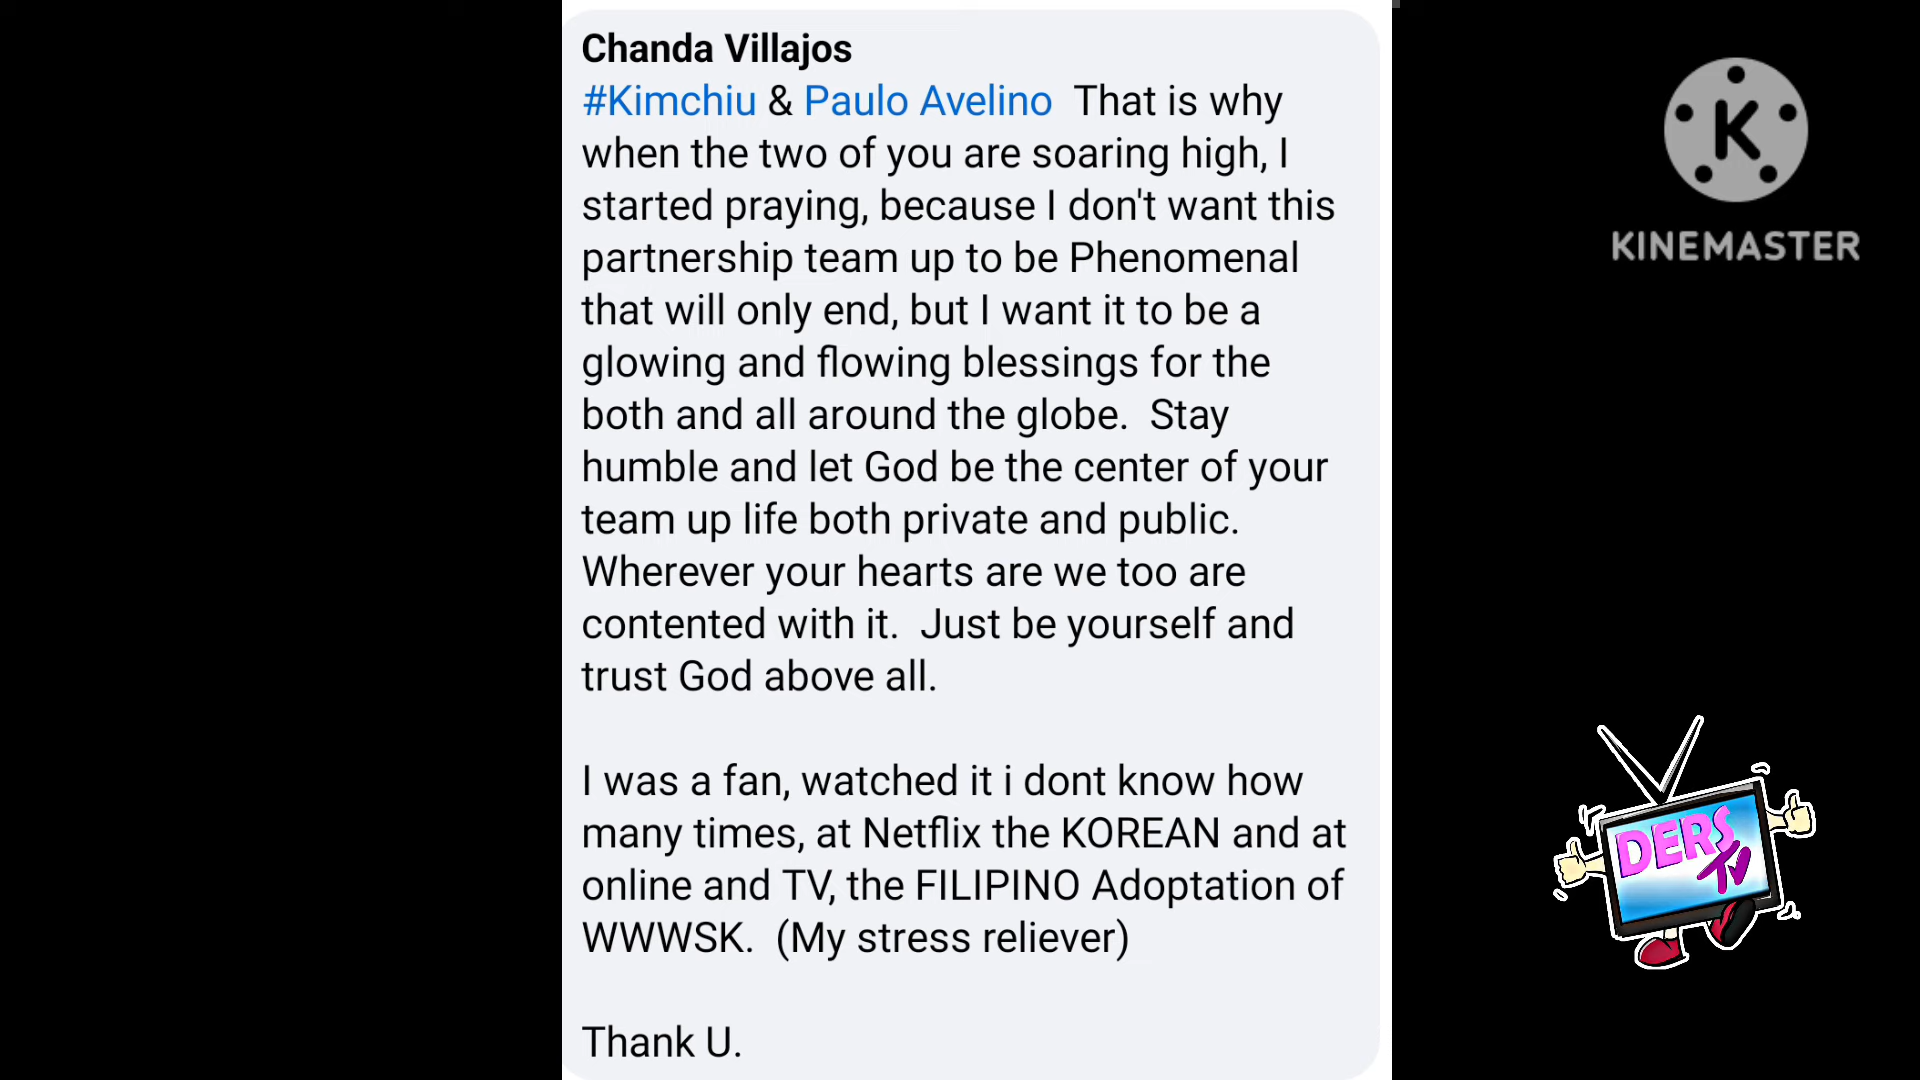 Chanda Villajos
#Kimchiu & Paulo Avelino That is why
when the two of you are soaring high, I
started praying, because I don't want this
partnership team up to be Phenomenal
that will only end, but I want it to be a
glowing and flowing blessings for the
both and all around the globe. Stay
humble and let God be the center of your
team up life both private and public.
Wherever your hearts are we too are
contented with it. Just be yourself and
trust God above all.
I was a fan, watched it i dont know how
many times, at Netflix the KOREAN and at
online and TV, the FILIPINO Adoptation of
WWWSK. (My stress reliever)
Thank U.
K
KINEMASTER
DERS
TV